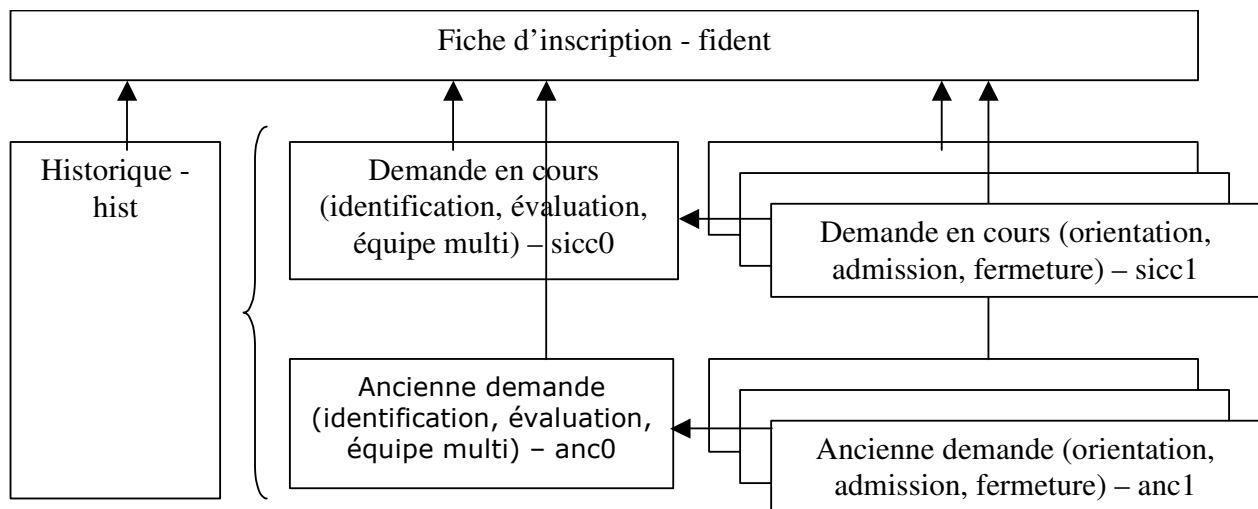 Fiche d’inscription - fident
Historique -
hist
Demande en cours
(identification, évaluation,
équipe multi) – sicc0
Demande en cours (orientation,
admission, fermeture) – sicc1
Ancienne demande
(identification, évaluation,
équipe multi) – anc0
Ancienne demande (orientation,
admission, fermeture) – anc1